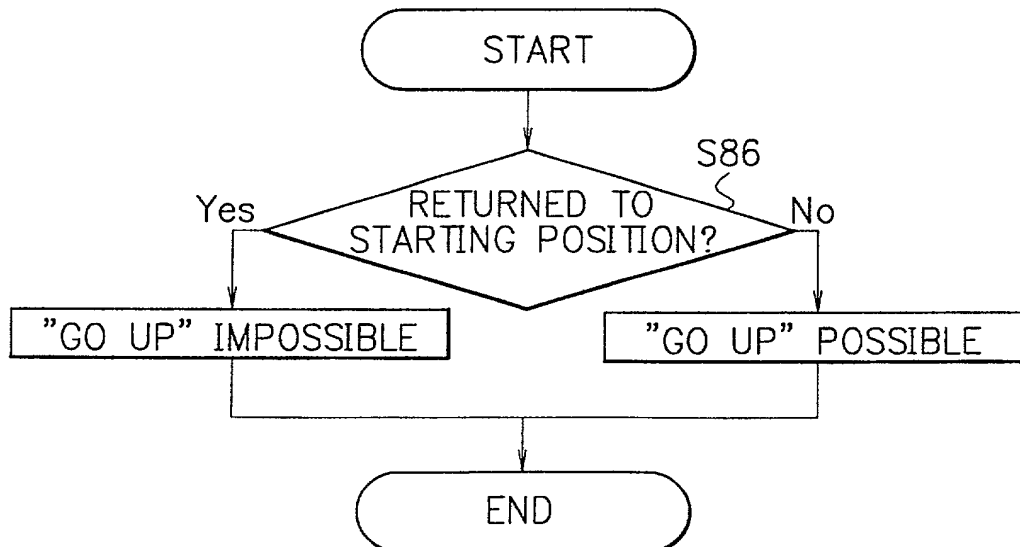 START
S86
Yes
RETURNED TO
STARTING POSITION?
No
"GO UP" IMPOSSIBLE
"GO UP" POSSIBLE
END